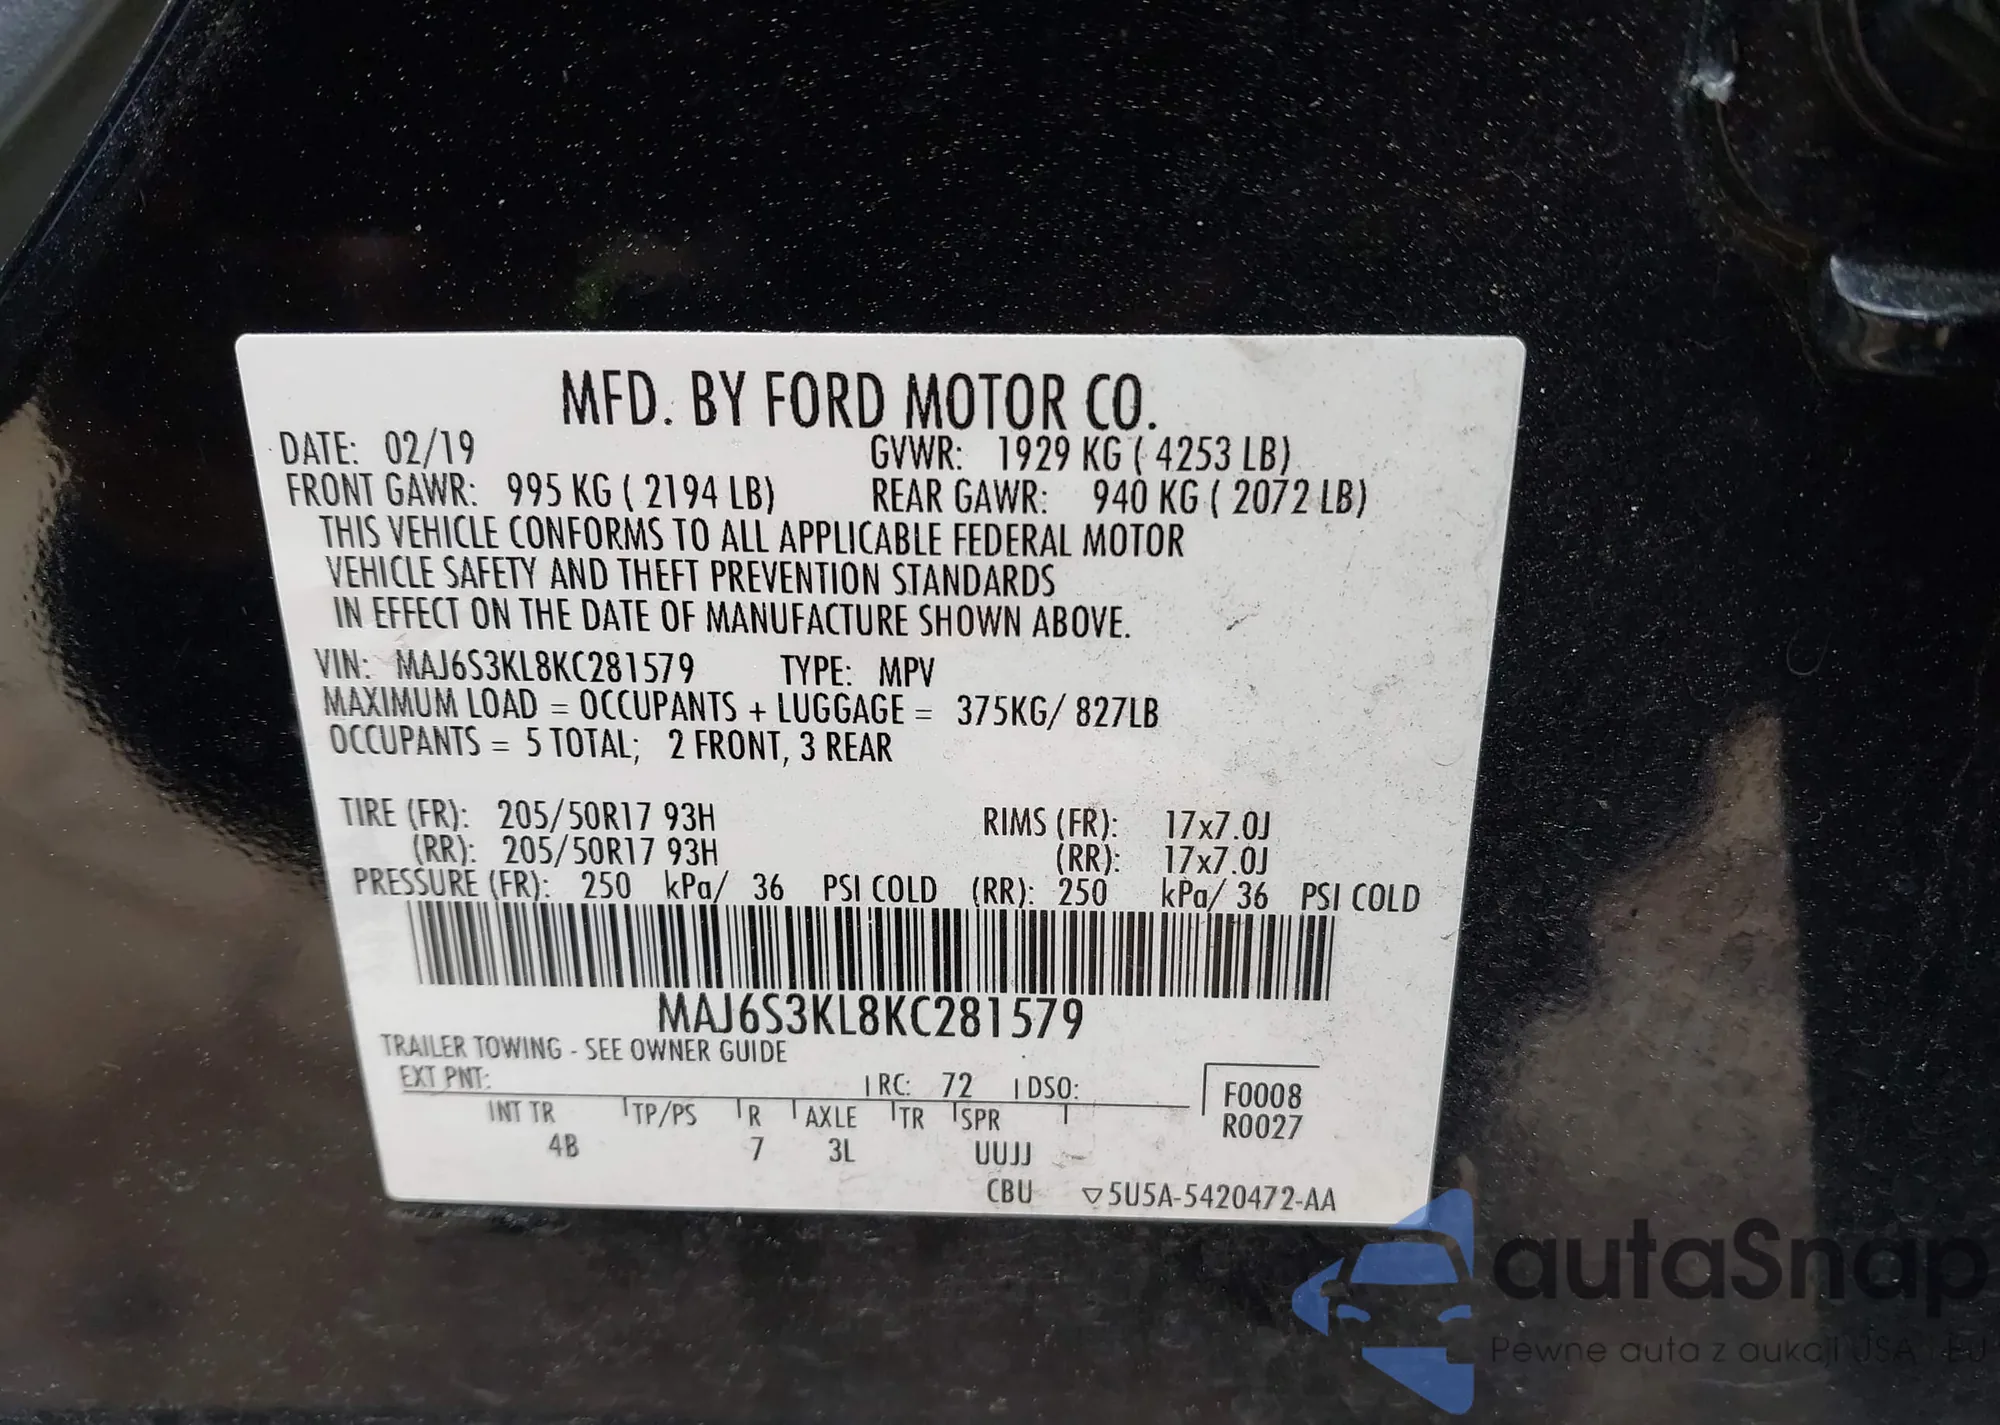 MFD. BY FORD MOTOR CO.
DATE: 02/19 GVWR: 1929 KG ( 4253 LB)
FRONT GAWR: 995 KG ( 2194 LB) REAR GAWR: 940 KG ( 2072 LB)
THIS VEHICLE CONFORMS TO ALL APPLICABLE FEDERAL MOTOR
VEHICLE SAFETY AND THEFT PREVENTION STANDARDS
IN EFFECT ON THE DATE OF MANUFACTURE SHOWN ABOVE.
VIN: MAJ6S3KL8KC281579 TYPE: MPV
MAXIMUM LOAD = OCCUPANTS + LUGGAGE = 375KG/ 827LB
OCCUPANTS = 5 TOTAL; 2 FRONT, 3 REAR
TIRE (FR): 205/50R17 93H RIMS (FR): 17x7.0J
(RR): 205/50R17 93H (RR): 17x7.0J
PRESSURE (FR): 250 kPa/ 36 PSI COLD (RR): 250 kPa/ 36 PSI COLD
MAJ6S3KL8KC281579
TRAILER TOWING - SEE OWNER GUIDE
EXT PNT: RC: 72 DSO: F0008
INT TR TP/PS R AXLE TR SPR R0027
4B 7 3L UUJJ
CBU ▽5U5A-5420472-AA
autaSnap
Pewne auta z aukcji USA i EU